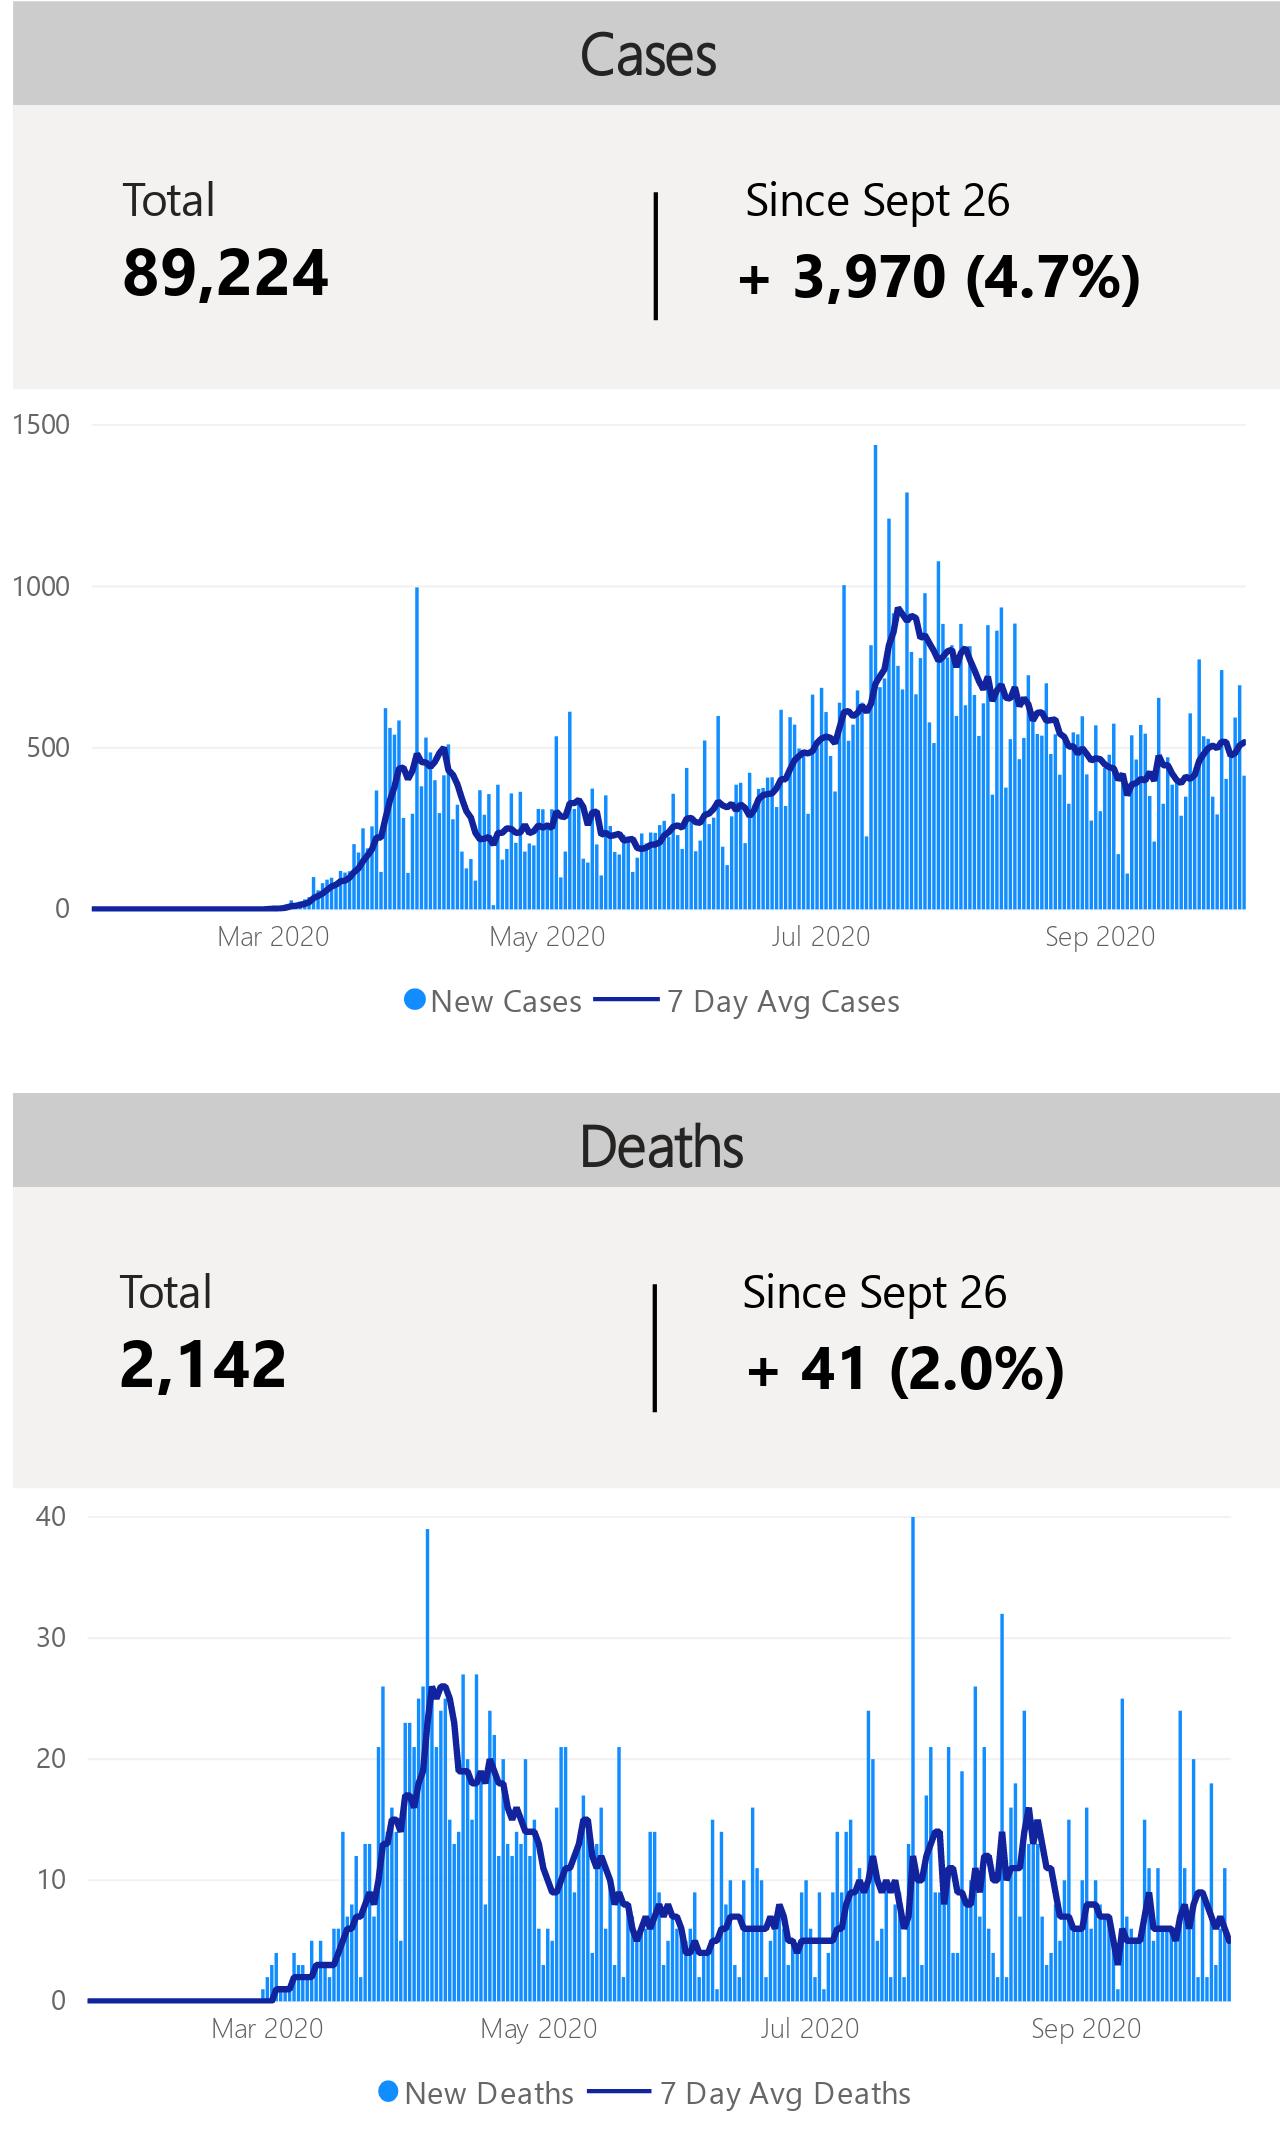 Cases
Total
Since Sept 26
89,224
+ 3,970 (4.7%)
1500
1000
500
0
Mar 2020
May 2020
Jul 2020
Sep 2020
New Cases
7 Day Avg Cases
Deaths
Total
Since Sept 26
2,142
+ 41 (2.0%)
40
30
20
10
0
Mar 2020
May 2020
Jul 2020
Sep 2020
New Deaths
7 Day Avg Deaths